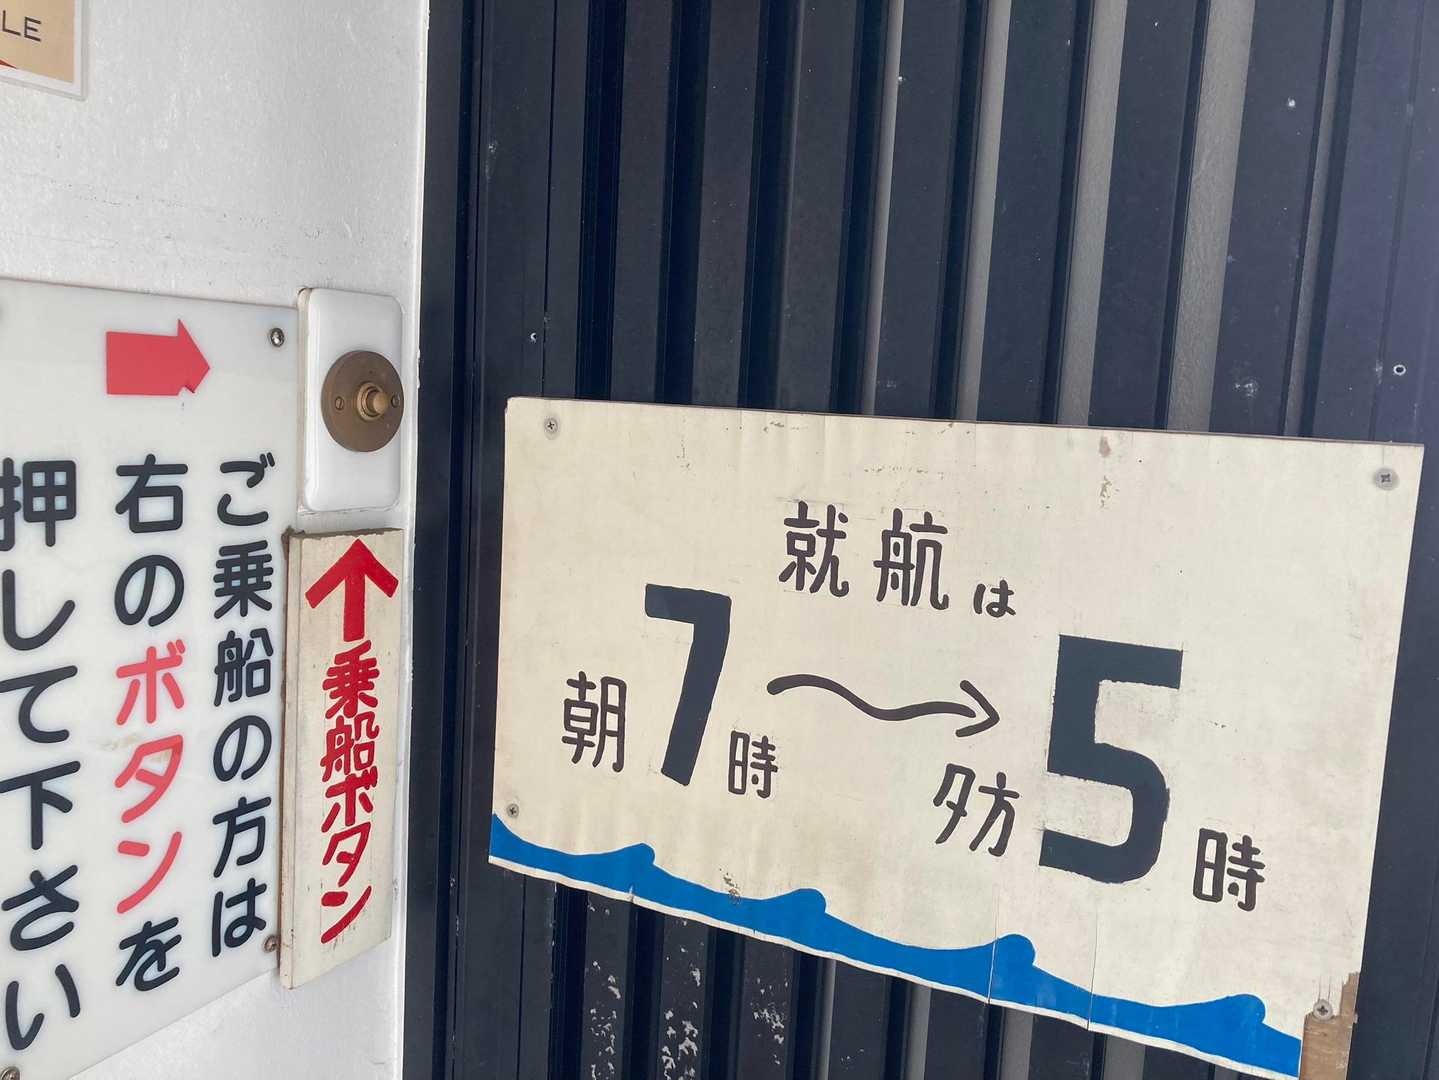 LE
ご乗船の方は
右のボタンを
押して下さい
乗船ボタン
就航は
朝7時
夕方5時